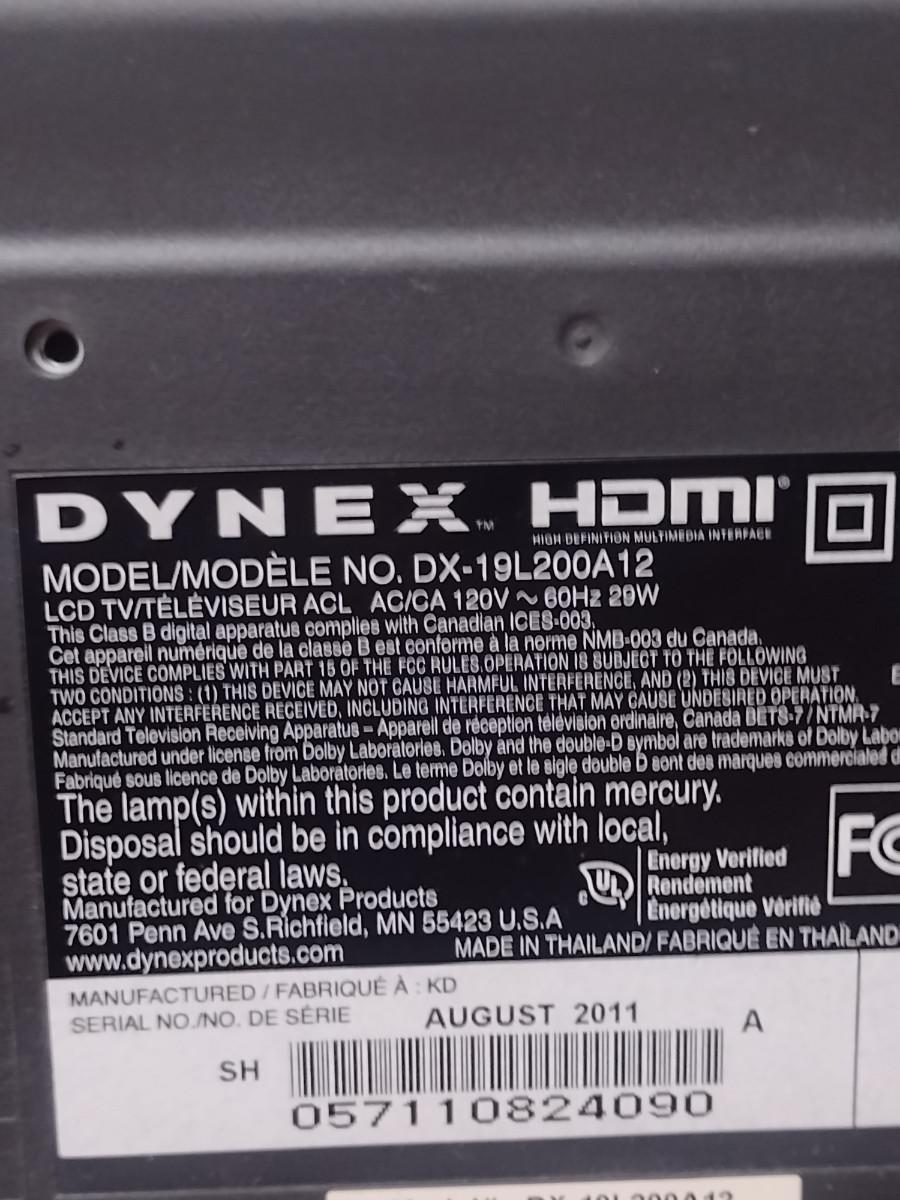 DYNEX™ HDMI®
HIGH-DEFINITION MULTIMEDIA INTERFACE
MODEL/MODÈLE NO. DX-19L200A12
LCD TV/TÉLÉVISEUR ACL AC/CA 120V ~ 60Hz 29W
This Class B digital apparatus complies with Canadian ICES-003.
Cet appareil numérique de la classe B est conforme à la norme NMB-003 du Canada.
THIS DEVICE COMPLIES WITH PART 15 OF THE FCC RULES.OPERATION IS SUBJECT TO THE FOLLOWING
TWO CONDITIONS : (1) THIS DEVICE MAY NOT CAUSE HARMFUL INTERFERENCE, AND (2) THIS DEVICE MUST
ACCEPT ANY INTERFERENCE RECEIVED, INCLUDING INTERFERENCE THAT MAY CAUSE UNDESIRED OPERATION.
Standard Television Receiving Apparatus – Appareil de réception télévision ordinaire, Canada BETS-7 / NTMR-7
Manufactured under license from Dolby Laboratories. Dolby and the double-D symbol are trademarks of Dolby Labo
Fabriqué sous licence de Dolby Laboratories. Le terme Dolby et le sigle double D sont des marques commerciales d
The lamp(s) within this product contain mercury.
Disposal should be in compliance with local,
state or federal laws.
Manufactured for Dynex Products
7601 Penn Ave S.Richfield, MN 55423 U.S.A
www.dynexproducts.com
c UL
Energy Verified
Rendement
Énergétique Vérifié
FC
MADE IN THAILAND/ FABRIQUÉ EN THAÏLAND
MANUFACTURED / FABRIQUÉ À : KD
SERIAL NO./NO. DE SÉRIE AUGUST 2011 A
SH
057110824090